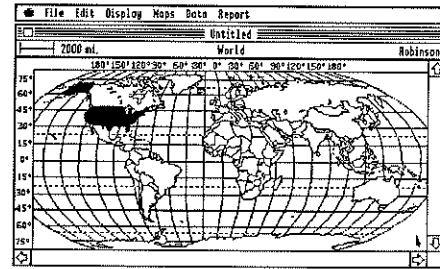 File Edit Display Maps Data Report
Untitled
2000 mi. World Robinson
180° 150° 120° 90° 60° 30° 0° 30° 60° 90° 120° 150° 180°
75°
60°
45°
30°
15°
0°
15°
30°
45°
60°
75°